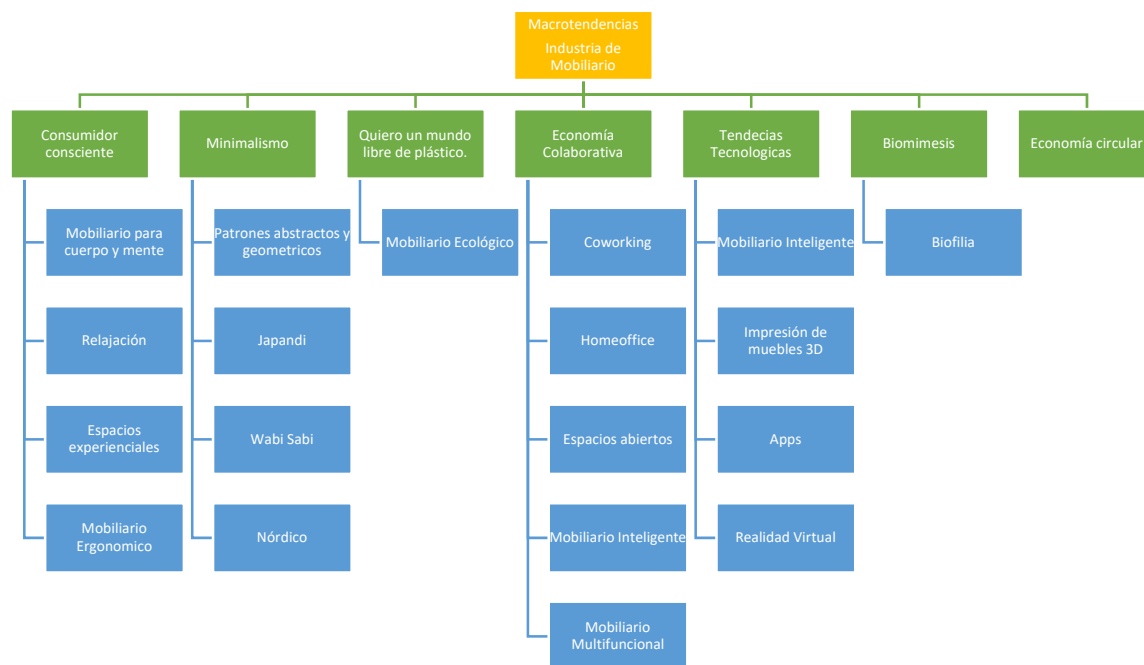 Macrotendencias
Industria de
Mobiliario
Consumidor
consciente
Minimalismo
Quiero un mundo
libre de plástico.
Economía
Colaborativa
Tendecias
Tecnologicas
Biomimesis
Economía circular
Mobiliario para
cuerpo y mente
Patrones abstractos y
geometricos
Mobiliario Ecológico
Coworking
Mobiliario Inteligente
Biofilia
Relajación
Japandi
Homeoffice
Impresión de
muebles 3D
Espacios
experienciales
Wabi Sabi
Espacios abiertos
Apps
Mobiliario
Ergonomico
Nórdico
Mobiliario Inteligente
Realidad Virtual
Mobiliario
Multifuncional